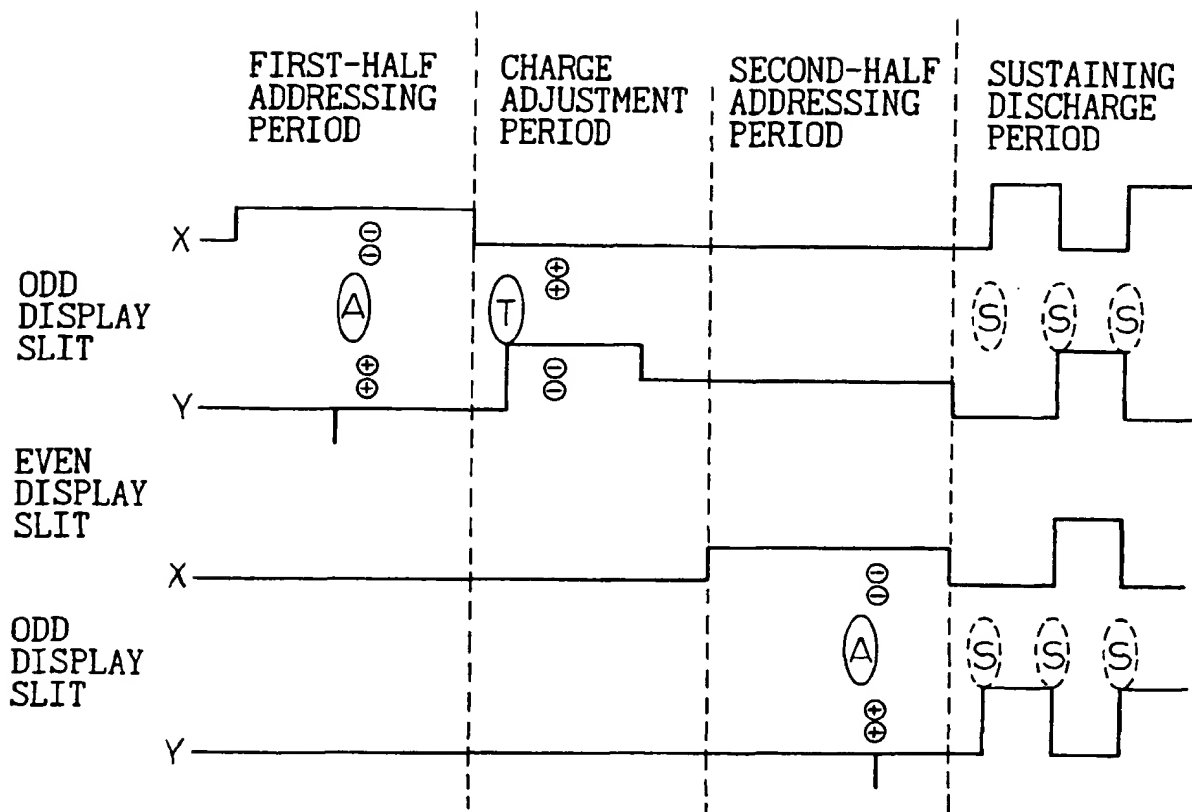 FIRST-HALF
ADDRESSING
PERIOD
CHARGE
ADJUSTMENT
PERIOD
SECOND-HALF
ADDRESSING
PERIOD
SUSTAINING
DISCHARGE
PERIOD
X
⊖
⊖
⊕
⊕
ODD
DISPLAY
SLIT
A
T
S S S
⊕
⊕
⊖
⊖
Y
EVEN
DISPLAY
SLIT
X
⊖
⊖
ODD
DISPLAY
SLIT
A
S S S
⊕
⊕
Y